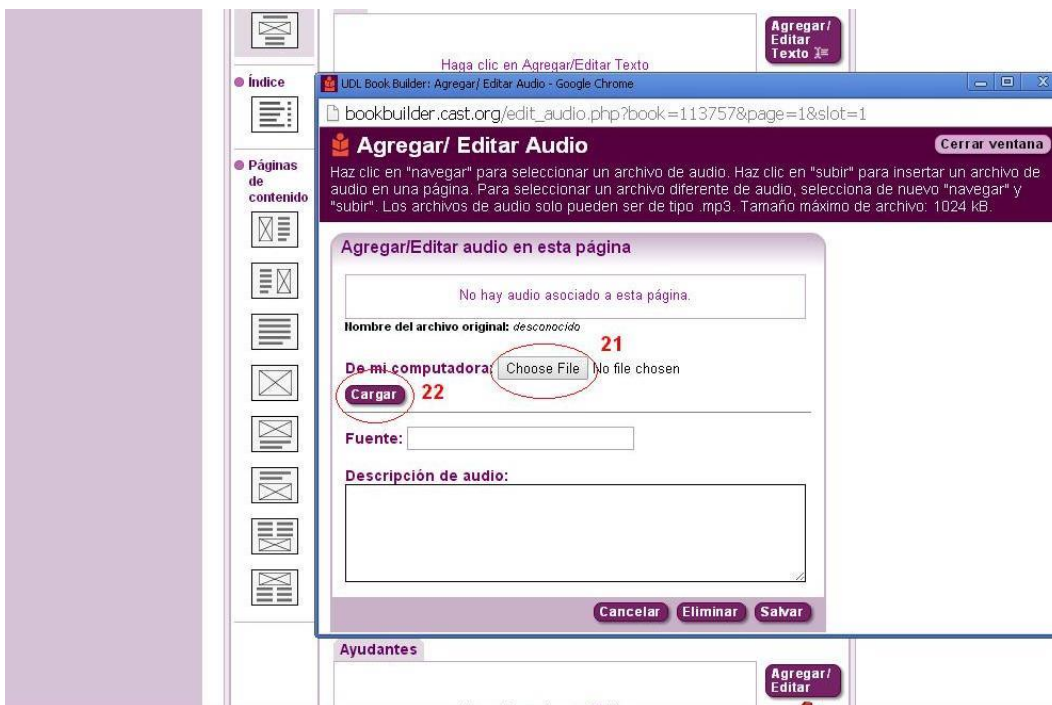 Agregar/
Editar
Texto
Haga clic en Agregar/Editar Texto
Índice
Páginas
de
contenido
UDL Book Builder: Agregar/ Editar Audio - Google Chrome
bookbuilder.cast.org/edit_audio.php?book=113757&page=1&slot=1
Agregar/ Editar Audio
Cerrar ventana
Haz clic en "navegar" para seleccionar un archivo de audio. Haz clic en "subir" para insertar un archivo de
audio en una página. Para seleccionar un archivo diferente de audio, selecciona de nuevo "navegar" y
"subir". Los archivos de audio solo pueden ser de tipo .mp3. Tamaño máximo de archivo: 1024 kB.
Agregar/Editar audio en esta página
No hay audio asociado a esta página.
Nombre del archivo original: desconocido
21
De mi computadora: Choose File No file chosen
Cargar 22
Fuente:
Descripción de audio:
Cancelar Eliminar Salvar
Ayudantes
Agregar/
Editar